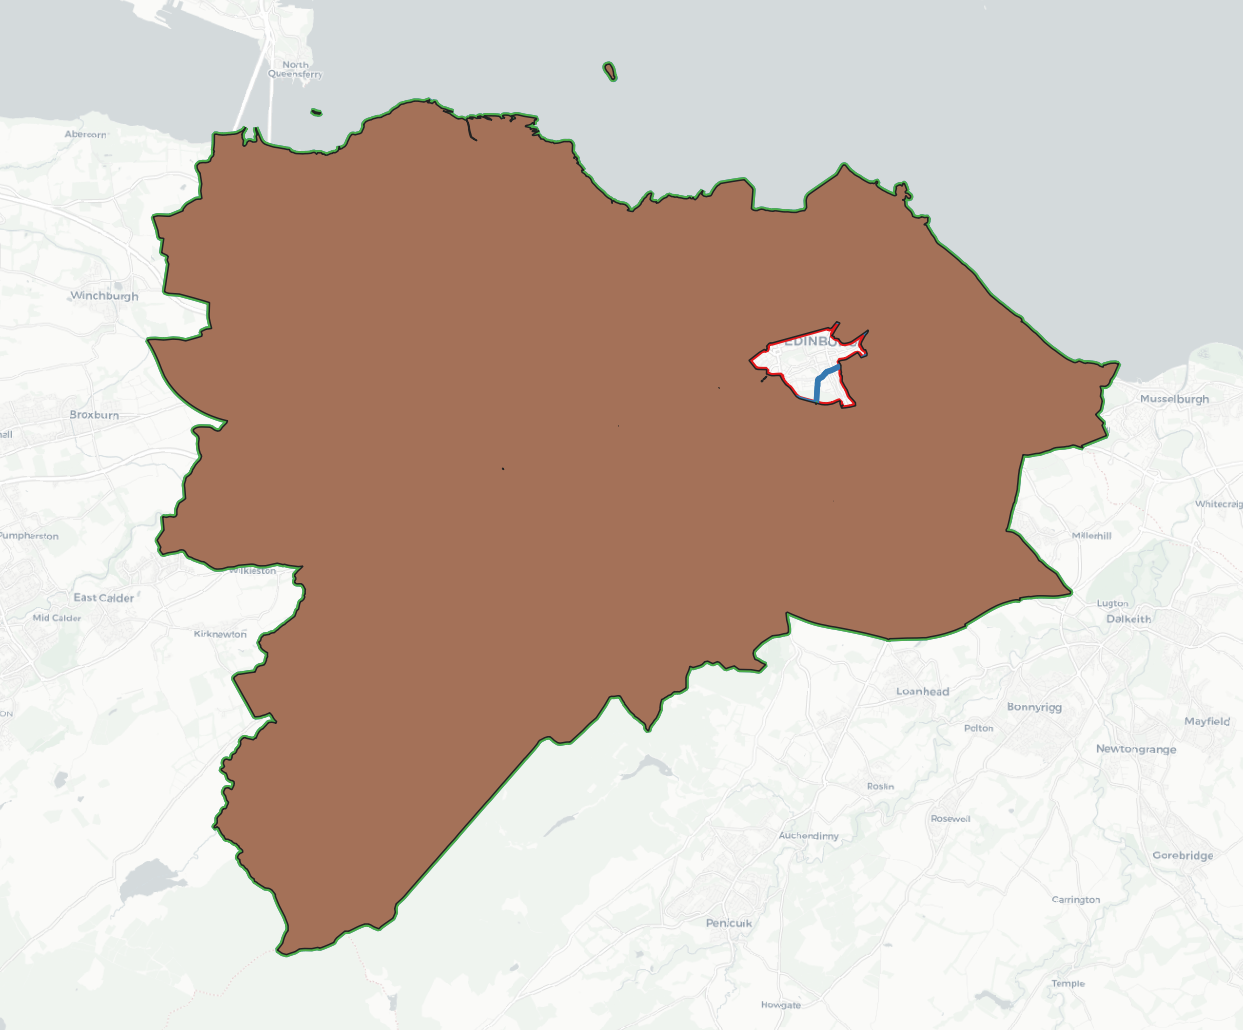 North
Queensferry
Abercorn
EDINBU
Winchburgh
Musselburgh
Broxburn
Whitecraig
Pumpherston
Millerhill
Wilkieston
East Calder
Lugton
Mid Calder
Dalkeith
Kirknewton
Loanhead
Bonnyrigg
Mayfield
Polton
Newtongrange
Roslin
Rosewell
Auchendinny
Gorebridge
Carrington
Penicuik
Temple
Howgate